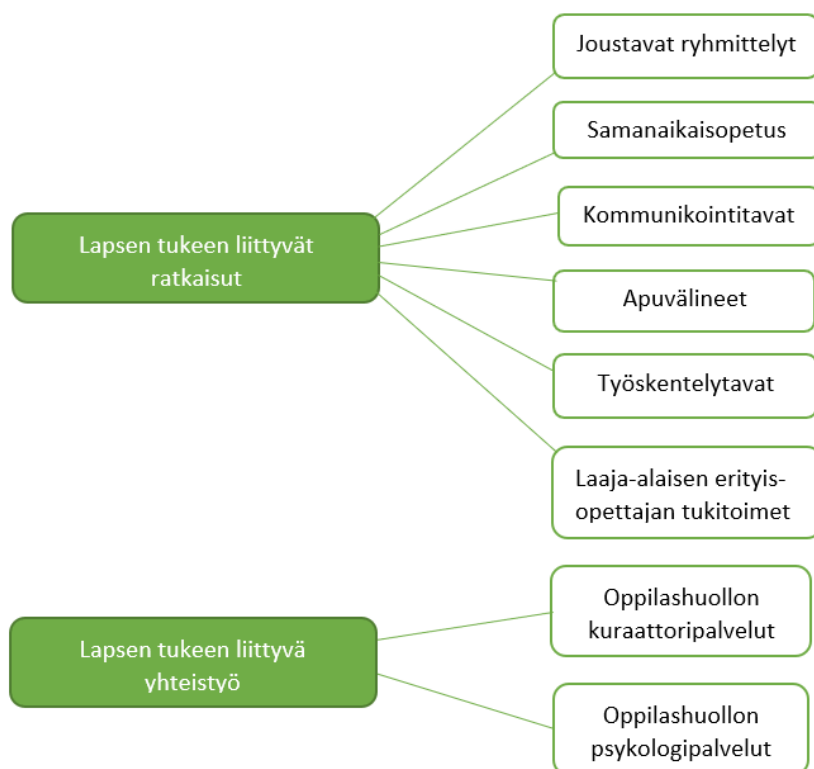 Lapsen tukeen liittyvät
ratkaisut
Joustavat ryhmittelyt
Samanaikaisopetus
Kommunikointitavat
Apuvälineet
Työskentelytavat
Laaja-alaisen erityis-
opettajan tukitoimet
Lapsen tukeen liittyvä
yhteistyö
Oppilashuollon
kuraattoripalvelut
Oppilashuollon
psykologipalvelut